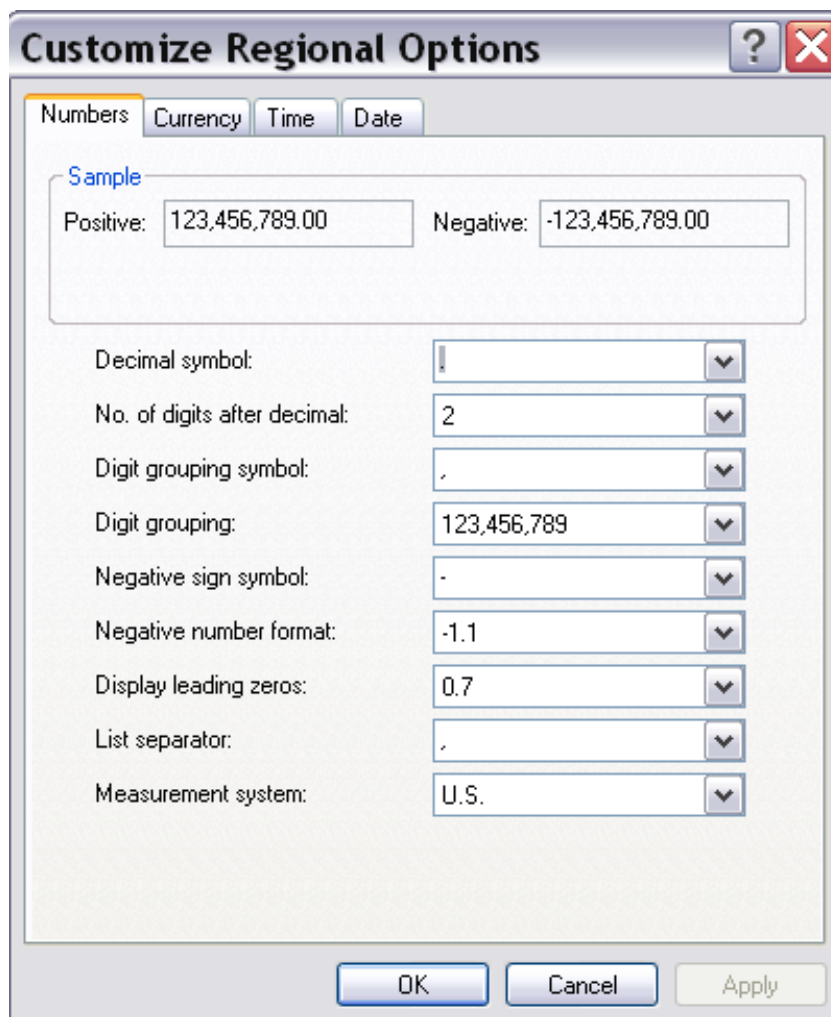 Customize Regional Options
Numbers Currency Time Date
Sample
Positive: 123,456,789.00 Negative: -123,456,789.00
Decimal symbol: .
No. of digits after decimal: 2
Digit grouping symbol: ,
Digit grouping: 123,456,789
Negative sign symbol: -
Negative number format: -1.1
Display leading zeros: 0.7
List separator: ,
Measurement system: U.S.
OK Cancel Apply